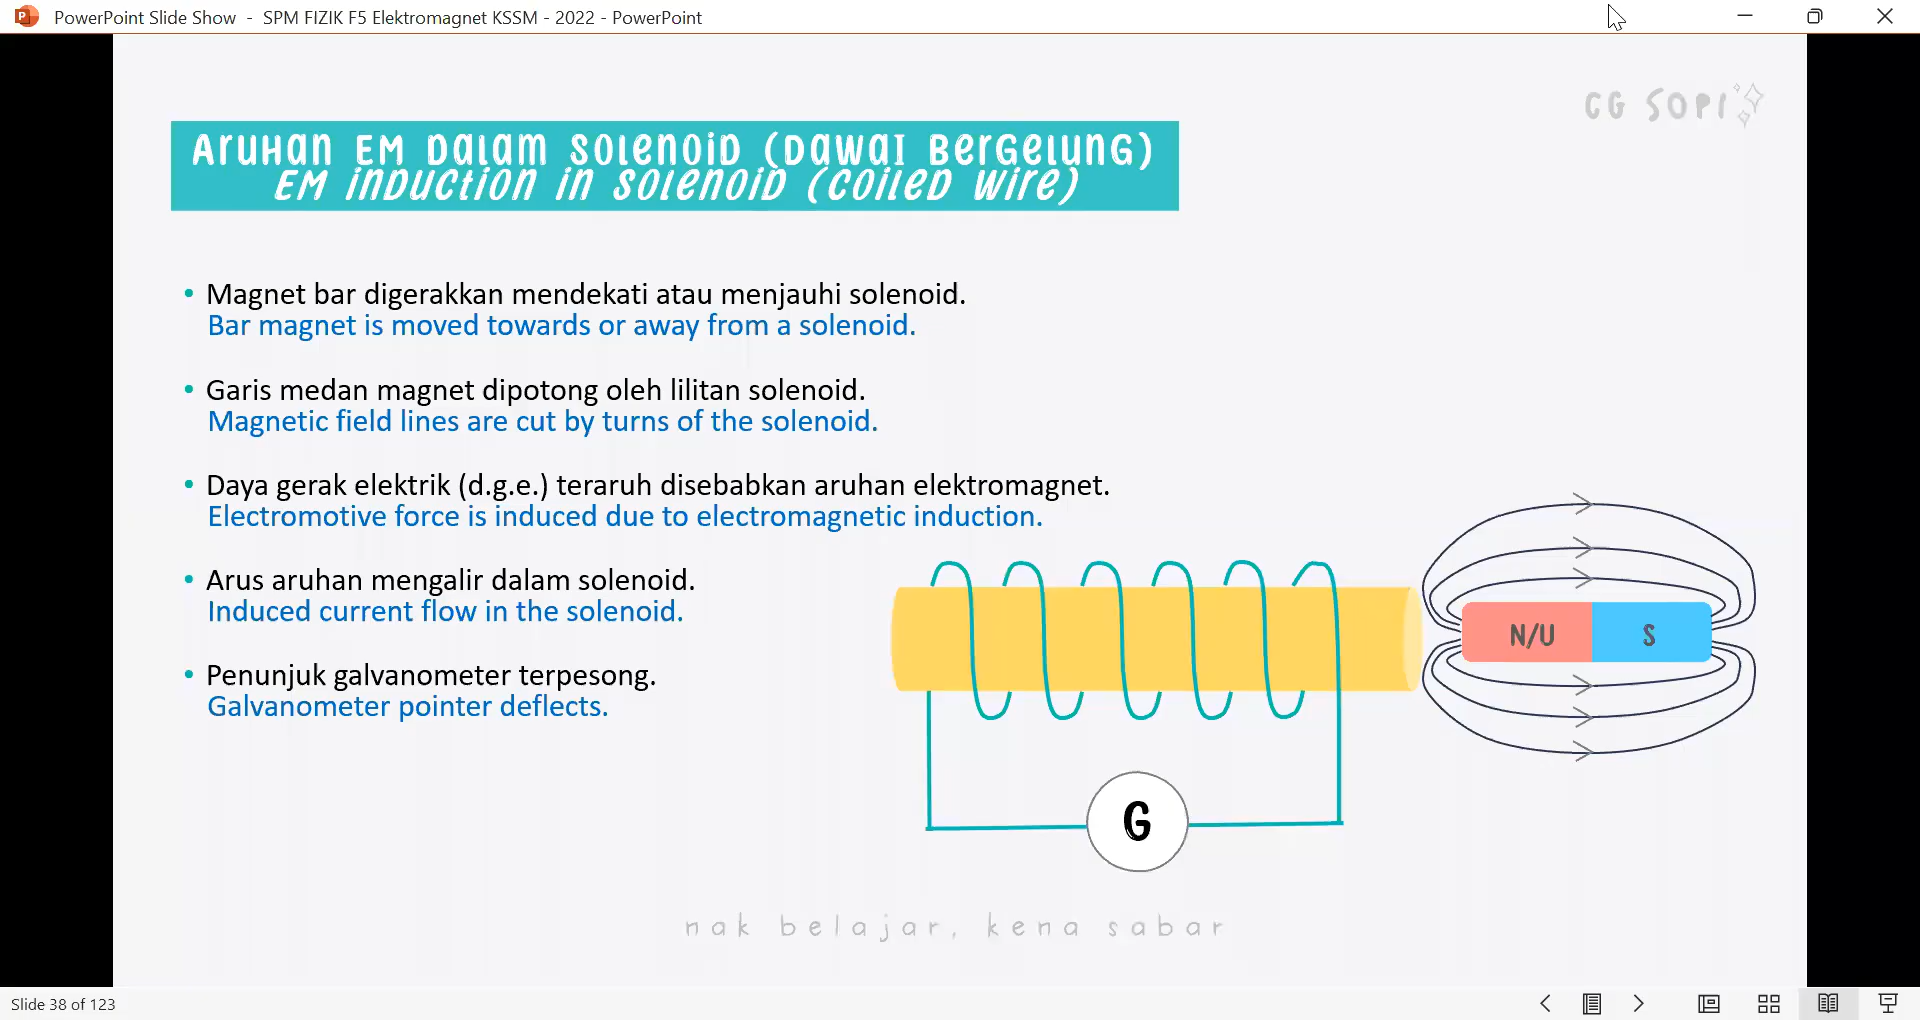 PowerPoint Slide Show - SPM FIZIK F5 Elektromagnet KSSM - 2022 - PowerPoint
CG SOPI
Aruhan EM Dalam Solenoid (Dawai Bergelung)
EM induction in solenoid (coiled wire)
• Magnet bar digerakkan mendekati atau menjauhi solenoid.
Bar magnet is moved towards or away from a solenoid.
• Garis medan magnet dipotong oleh lilitan solenoid.
Magnetic field lines are cut by turns of the solenoid.
• Daya gerak elektrik (d.g.e.) teraruh disebabkan aruhan elektromagnet.
Electromotive force is induced due to electromagnetic induction.
• Arus aruhan mengalir dalam solenoid.
Induced current flow in the solenoid.
• Penunjuk galvanometer terpesong.
Galvanometer pointer deflects.
N/U S
G
nak belajar, kena sabar
Slide 38 of 123